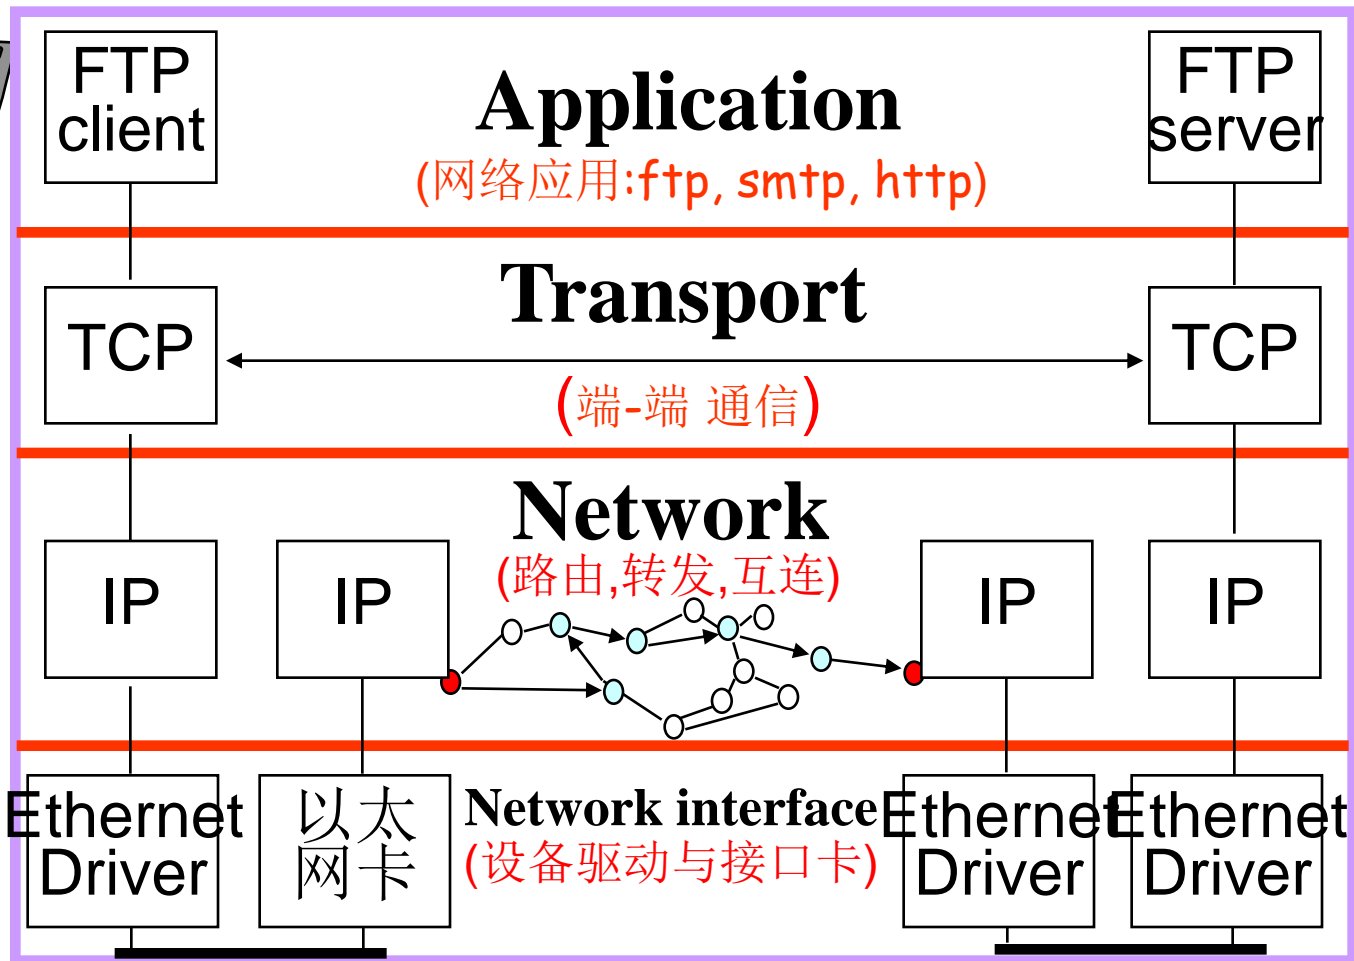 FTP
client
Application
(网络应用:ftp, smtp, http)
FTP
server
Transport
TCP
TCP
(端-端 通信)
Network
(路由,转发,互连)
IP
IP
IP
IP
Ethernet
Driver
以太
网卡
Network interface
(设备驱动与接口卡)
Ethernet
Driver
Ethernet
Driver